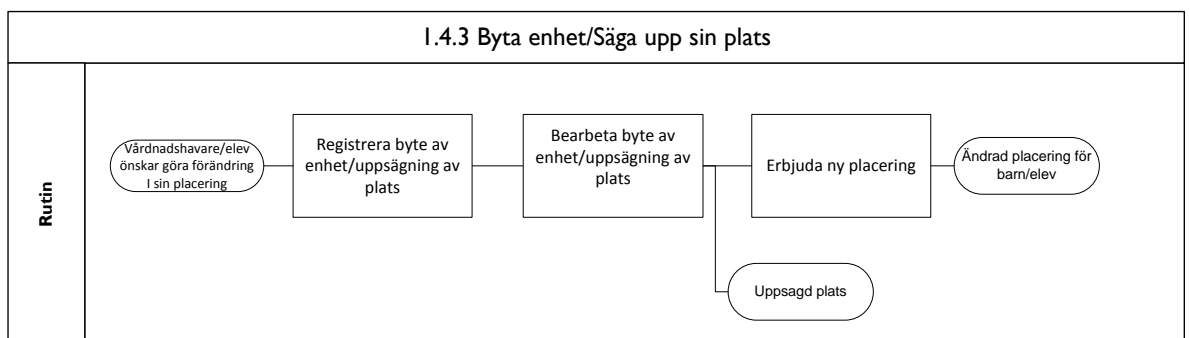 1.4.3 Byta enhet/Säga upp sin plats
Rutin
Vårdnadshavare/elev
önskar göra förändring
I sin placering
Registrera byte av
enhet/uppsägning av
plats
Bearbeta byte av
enhet/uppsägning av
plats
Erbjuda ny placering
Ändrad placering för
barn/elev
Uppsagd plats